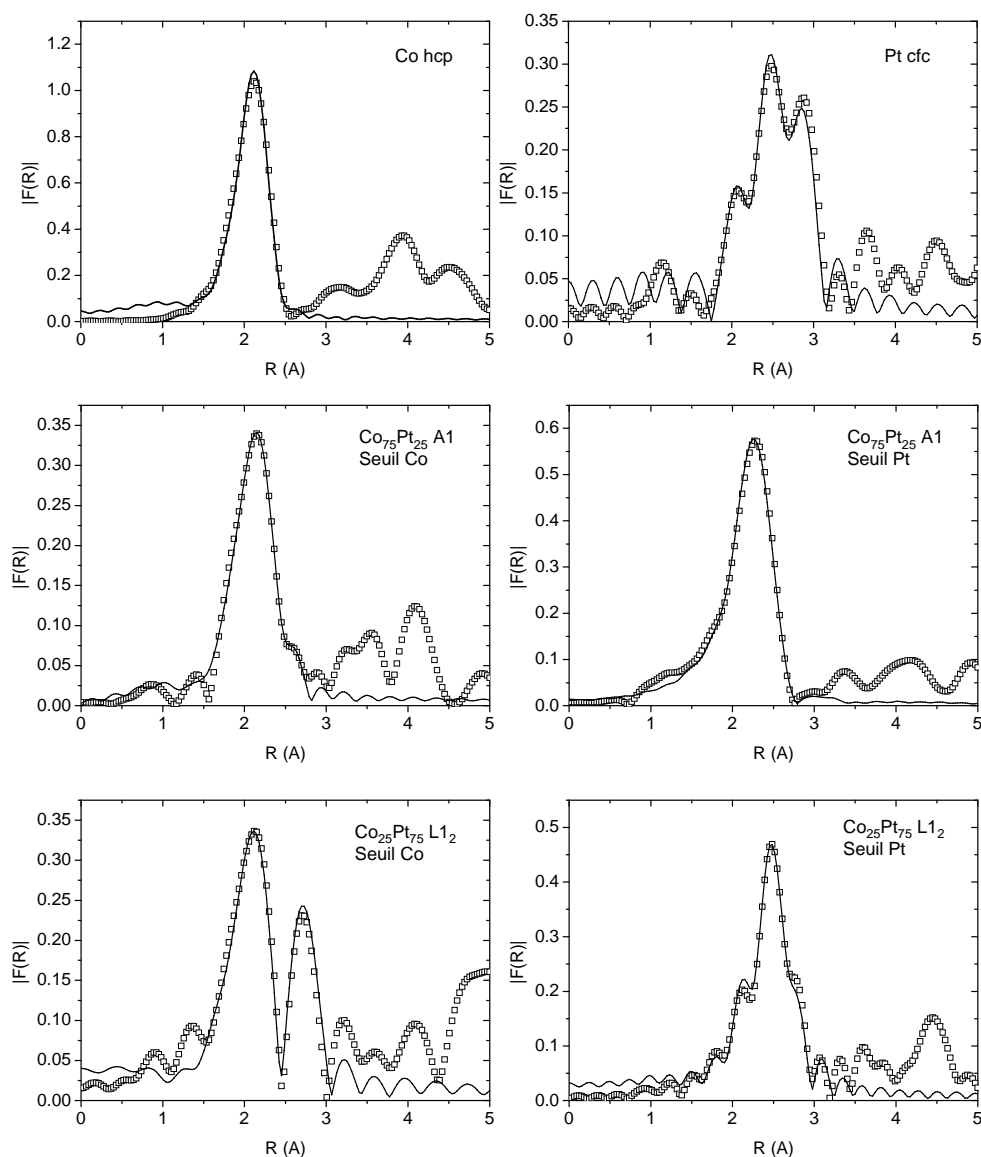 Co hcp
1.2
1.0
0.8
0.6
0.4
0.2
0.0
|F(R)|
0 1 2 3 4 5
R (A)
Pt cfc
0.35
0.30
0.25
0.20
0.15
0.10
0.05
0.00
|F(R)|
0 1 2 3 4 5
R (A)
Co75Pt25 A1
Seuil Co
0.35
0.30
0.25
0.20
0.15
0.10
0.05
0.00
|F(R)|
0 1 2 3 4 5
R (A)
Co75Pt25 A1
Seuil Pt
0.6
0.5
0.4
0.3
0.2
0.1
0.0
|F(R)|
0 1 2 3 4 5
R (A)
Co25Pt75 L12
Seuil Co
0.35
0.30
0.25
0.20
0.15
0.10
0.05
0.00
|F(R)|
0 1 2 3 4 5
R (A)
Co25Pt75 L12
Seuil Pt
0.5
0.4
0.3
0.2
0.1
0.0
|F(R)|
0 1 2 3 4 5
R (A)